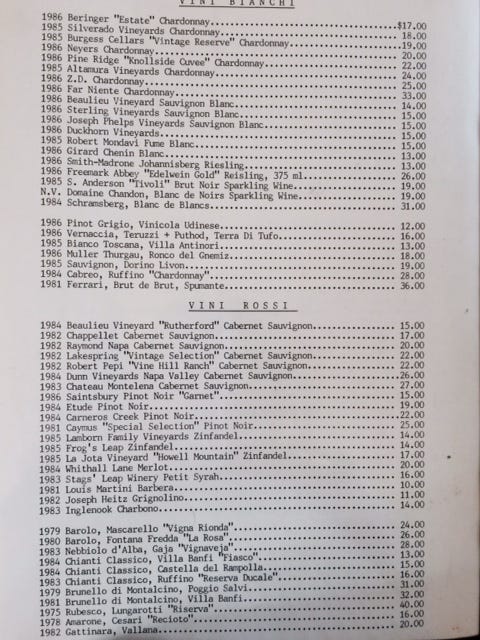 VINI BIANCHI
1986 Beringer "Estate" Chardonnay $17.00
1985 Silverado Vineyards Chardonnay 18.00
1985 Burgess Cellars "Vintage Reserve" Chardonnay 19.00
1986 Neyers Chardonnay 20.00
1986 Pine Ridge "Knollside Cuvee" Chardonnay 22.00
1985 Altamura Vineyards Chardonnay 24.00
1986 Z.D. Chardonnay 25.00
1986 Far Niente Chardonnay 33.00
1986 Beaulieu Vineyard Sauvignon Blanc 14.00
1986 Sterling Vineyards Sauvignon Blanc 15.00
1986 Joseph Phelps Vineyards Sauvignon Blanc 15.00
1986 Duckhorn Vineyards 15.00
1985 Robert Mondavi Fume Blanc 15.00
1986 Girard Chenin Blanc 13.00
1986 Smith-Madrone Johannisberg Riesling 13.00
1986 Freemark Abbey "Edelwein Gold" Reisling, 375 ml 26.00
1985 S. Anderson "Tivoli" Brut Noir Sparkling Wine 19.00
N.V. Domaine Chandon, Blanc de Noirs Sparkling Wine 19.00
1984 Schramsberg, Blanc de Blancs 31.00
1986 Pinot Grigio, Vinicola Udinese 12.00
1986 Vernaccia, Teruzzi + Puthod, Terra Di Tufo 16.00
1985 Bianco Toscana, Villa Antinori 13.00
1986 Muller Thurgau, Ronco del Gnemiz 18.00
1985 Sauvignon, Dorino Livon 19.00
1984 Cabreo, Ruffino "Chardonnay" 28.00
1981 Ferrari, Brut de Brut, Spumante 36.00
VINI ROSSI
1984 Beaulieu Vineyard "Rutherford" Cabernet Sauvignon 15.00
1982 Chappellet Cabernet Sauvignon 17.00
1982 Raymond Napa Cabernet Sauvignon 20.00
1982 Lakespring "Vintage Selection" Cabernet Sauvignon 22.00
1982 Robert Pepi "Vine Hill Ranch" Cabernet Sauvignon 22.00
1984 Dunn Vineyards Napa Valley Cabernet Sauvignon 26.00
1983 Chateau Montelena Cabernet Sauvignon 27.00
1986 Saintsbury Pinot Noir "Garnet" 15.00
1984 Etude Pinot Noir 19.00
1984 Carneros Creek Pinot Noir 22.00
1981 Caymus "Special Selection" Pinot Noir 25.00
1985 Lamborn Family Vineyards Zinfandel 14.00
1985 Frog's Leap Zinfandel 14.00
1985 La Jota Vineyard "Howell Mountain" Zinfandel 17.00
1984 Whithall Lane Merlot 20.00
1983 Stags' Leap Winery Petit Syrah 16.00
1981 Louis Martini Barbera 10.00
1982 Joseph Heitz Grignolino 11.00
1983 Inglenook Charbono 14.00
1979 Barolo, Mascarello "Vigna Rionda" 24.00
1980 Barolo, Fontana Fredda "La Rosa" 26.00
1983 Nebbiolo d'Alba, Gaja "Vignaveja" 28.00
1984 Chianti Classico, Villa Banfi "Fiasco" 13.00
1984 Chianti Classico, Castella del Rampolla 15.00
1983 Chianti Classico, Ruffino "Reserva Ducale" 16.00
1979 Brunello di Montalcino, Poggio Salvi 31.00
1981 Brunello di Montalcino, Villa Banfi 32.00
1975 Rubesco, Lungarotti "Riserva" 40.00
1978 Amarone, Cesari "Recioto" 16.00
1982 Gattinara, Vallana 20.00